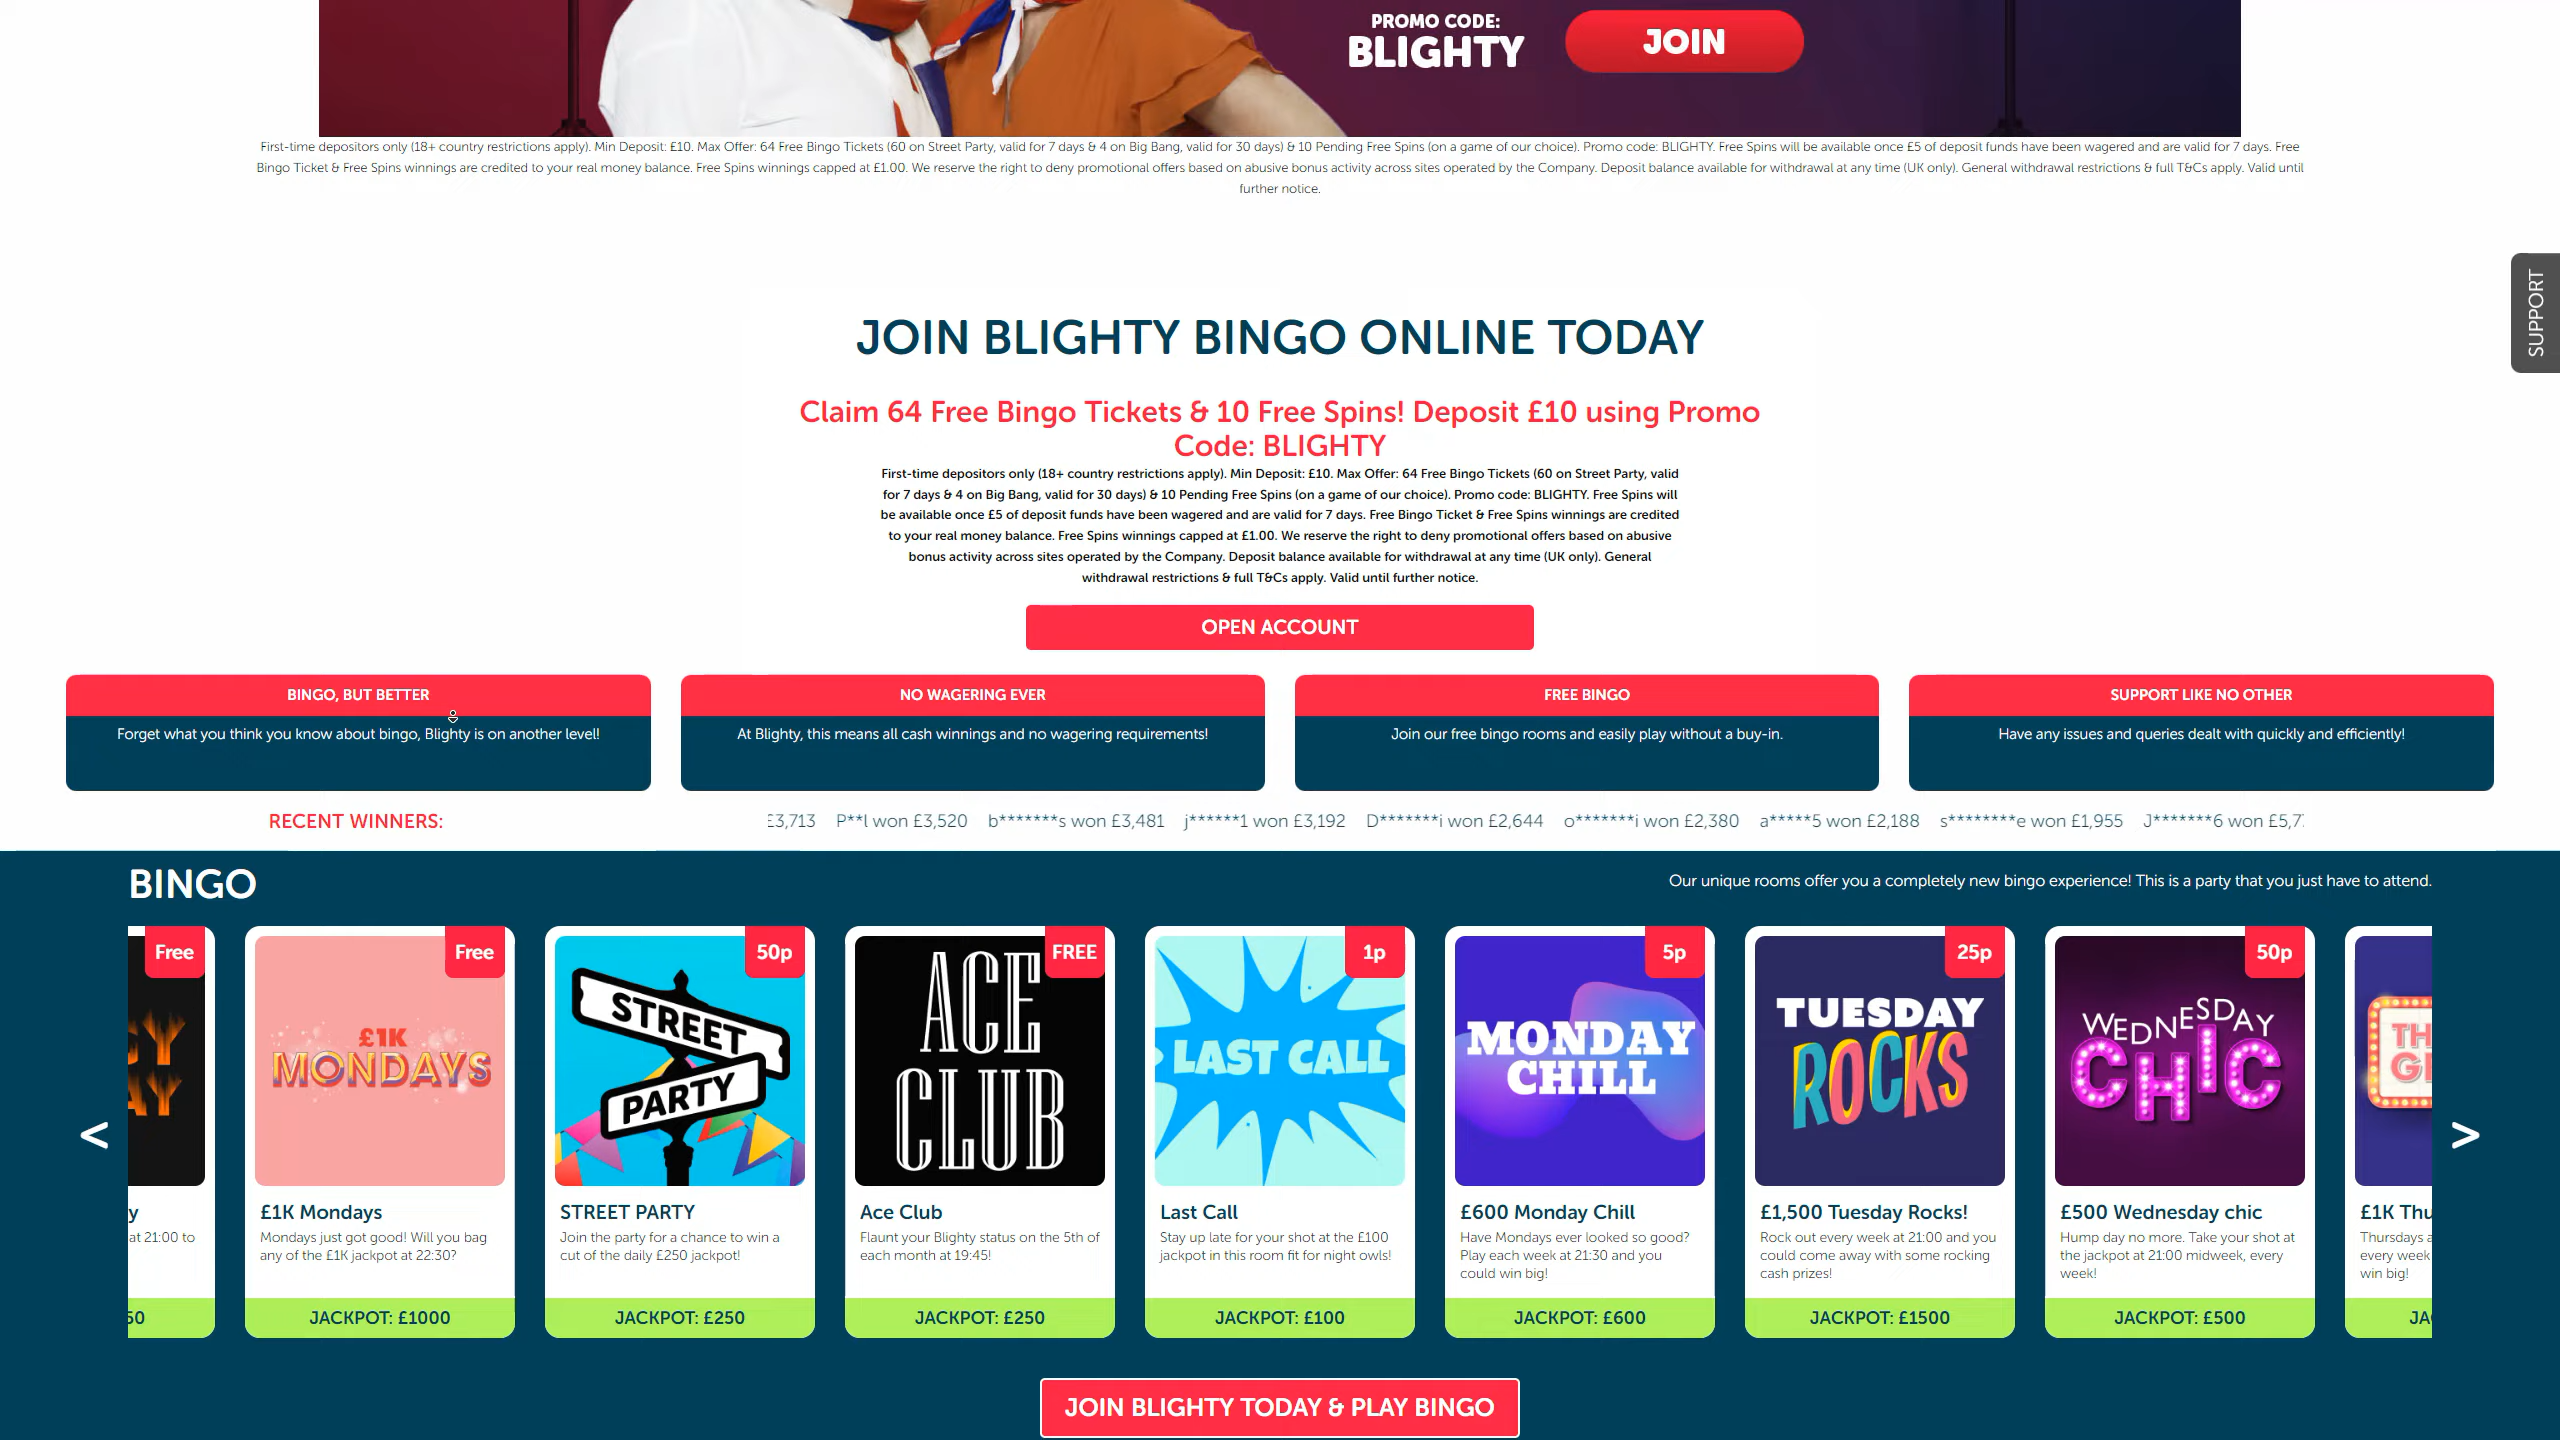 PROMO CODE:
BLIGHTY
JOIN
First-time depositors only (18+ country restrictions apply). Min Deposit: £10. Max Offer: 64 Free Bingo Tickets (60 on Street Party, valid for 7 days & 4 on Big Bang, valid for 30 days) & 10 Pending Free Spins (on a game of our choice). Promo code: BLIGHTY. Free Spins will be available once £5 of deposit funds have been wagered and are valid for 7 days. Free
Bingo Ticket & Free Spins winnings are credited to your real money balance. Free Spins winnings capped at £1.00. We reserve the right to deny promotional offers based on abusive bonus activity across sites operated by the Company. Deposit balance available for withdrawal at any time (UK only). General withdrawal restrictions & full T&Cs apply. Valid until
further notice.
SUPPORT
JOIN BLIGHTY BINGO ONLINE TODAY
Claim 64 Free Bingo Tickets & 10 Free Spins! Deposit £10 using Promo
Code: BLIGHTY
First-time depositors only (18+ country restrictions apply). Min Deposit: £10. Max Offer: 64 Free Bingo Tickets (60 on Street Party, valid
for 7 days & 4 on Big Bang, valid for 30 days) & 10 Pending Free Spins (on a game of our choice). Promo code: BLIGHTY. Free Spins will
be available once £5 of deposit funds have been wagered and are valid for 7 days. Free Bingo Ticket & Free Spins winnings are credited
to your real money balance. Free Spins winnings capped at £1.00. We reserve the right to deny promotional offers based on abusive
bonus activity across sites operated by the Company. Deposit balance available for withdrawal at any time (UK only). General
withdrawal restrictions & full T&Cs apply. Valid until further notice.
OPEN ACCOUNT
BINGO, BUT BETTER
Forget what you think you know about bingo, Blighty is on another level!
NO WAGERING EVER
At Blighty, this means all cash winnings and no wagering requirements!
FREE BINGO
Join our free bingo rooms and easily play without a buy-in.
SUPPORT LIKE NO OTHER
Have any issues and queries dealt with quickly and efficiently!
RECENT WINNERS:
£3,713 P**l won £3,520 b*******s won £3,481 j******1 won £3,192 D*******i won £2,644 o*******i won £2,380 a*****5 won £2,188 s********e won £1,955 J*******6 won £5,7
BINGO
Our unique rooms offer you a completely new bingo experience! This is a party that you just have to attend.
<
Free
GY
AY
y
at 21:00 to
50
Free
£1K
MONDAYS
£1K Mondays
Mondays just got good! Will you bag
any of the £1K jackpot at 22:30?
JACKPOT: £1000
50p
STREET
PARTY
STREET PARTY
Join the party for a chance to win a
cut of the daily £250 jackpot!
JACKPOT: £250
FREE
ACE
CLUB
Ace Club
Flaunt your Blighty status on the 5th of
each month at 19:45!
JACKPOT: £250
1p
LAST CALL
Last Call
Stay up late for your shot at the £100
jackpot in this room fit for night owls!
JACKPOT: £100
5p
MONDAY
CHILL
£600 Monday Chill
Have Mondays ever looked so good?
Play each week at 21:30 and you
could win big!
JACKPOT: £600
25p
TUESDAY
ROCKS
£1,500 Tuesday Rocks!
Rock out every week at 21:00 and you
could come away with some rocking
cash prizes!
JACKPOT: £1500
50p
WEDNESDAY
CHIC
£500 Wednesday chic
Hump day no more. Take your shot at
the jackpot at 21:00 midweek, every
week!
JACKPOT: £500
TH
G
£1K Thu
Thursdays a
every week
win big!
JA
>
JOIN BLIGHTY TODAY & PLAY BINGO